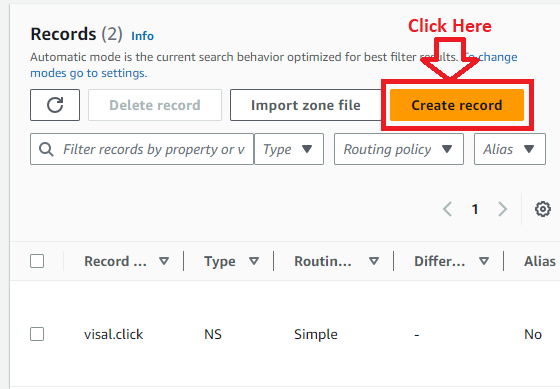 Click Here
Records (2) Info
Automatic mode is the current search behavior optimized for best filter results. To change
modes go to settings.
Delete record Import zone file Create record
Filter records by property or v Type Routing policy Alias
1
Record ... Type Routin... Differ... Alias
visal.click NS Simple - No